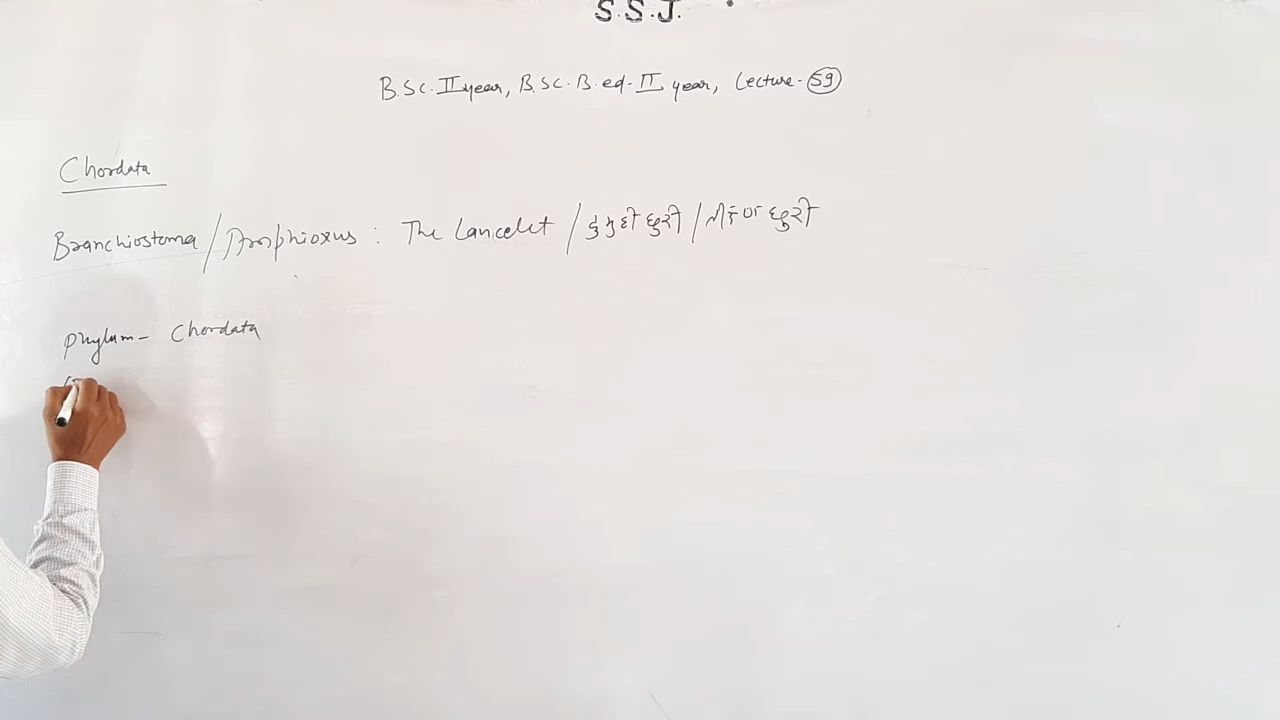 S.S.J.
B.Sc. II year, B.Sc. B.ed. II year, Lecture - 59
Chordata
Branchiostoma / Amphioxus : The Lancelet / दुमुही छुरी / तीक्ष्ण छुरी
Phylum - Chordata